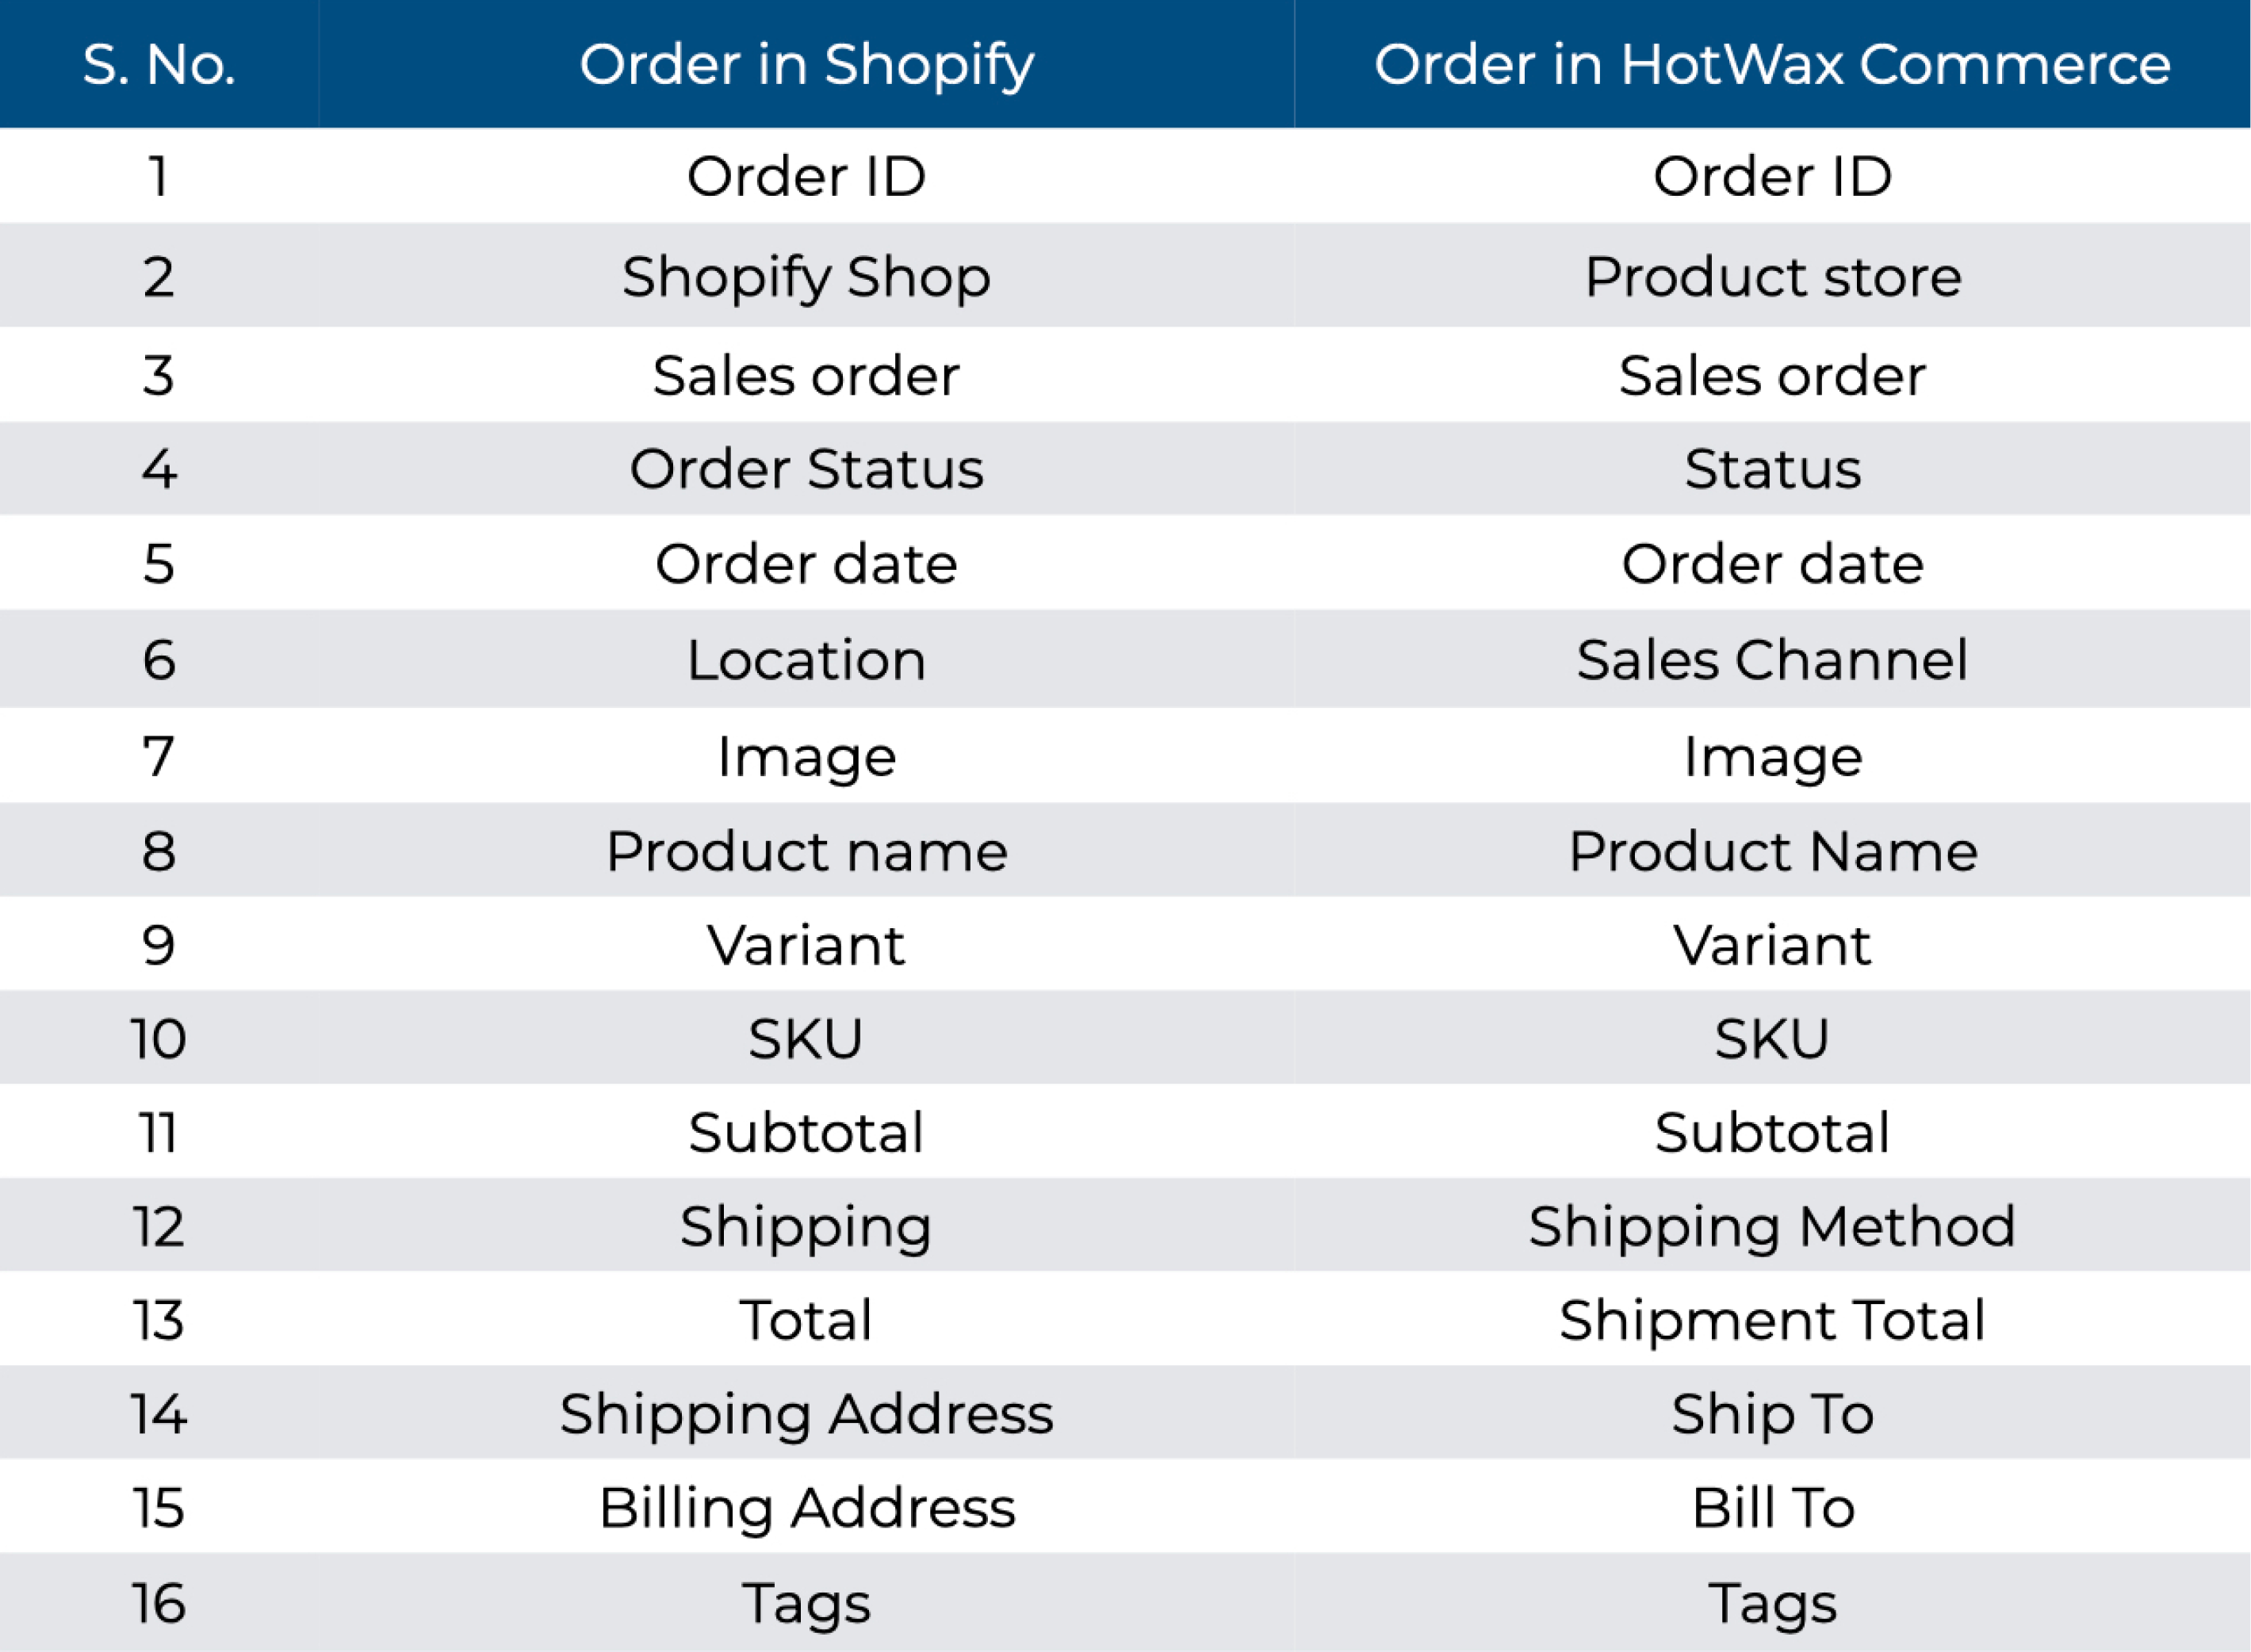 S. No. Order in Shopify Order in HotWax Commerce
1 Order ID Order ID
2 Shopify Shop Product store
3 Sales order Sales order
4 Order Status Status
5 Order date Order date
6 Location Sales Channel
7 Image Image
8 Product name Product Name
9 Variant Variant
10 SKU SKU
11 Subtotal Subtotal
12 Shipping Shipping Method
13 Total Shipment Total
14 Shipping Address Ship To
15 Billing Address Bill To
16 Tags Tags